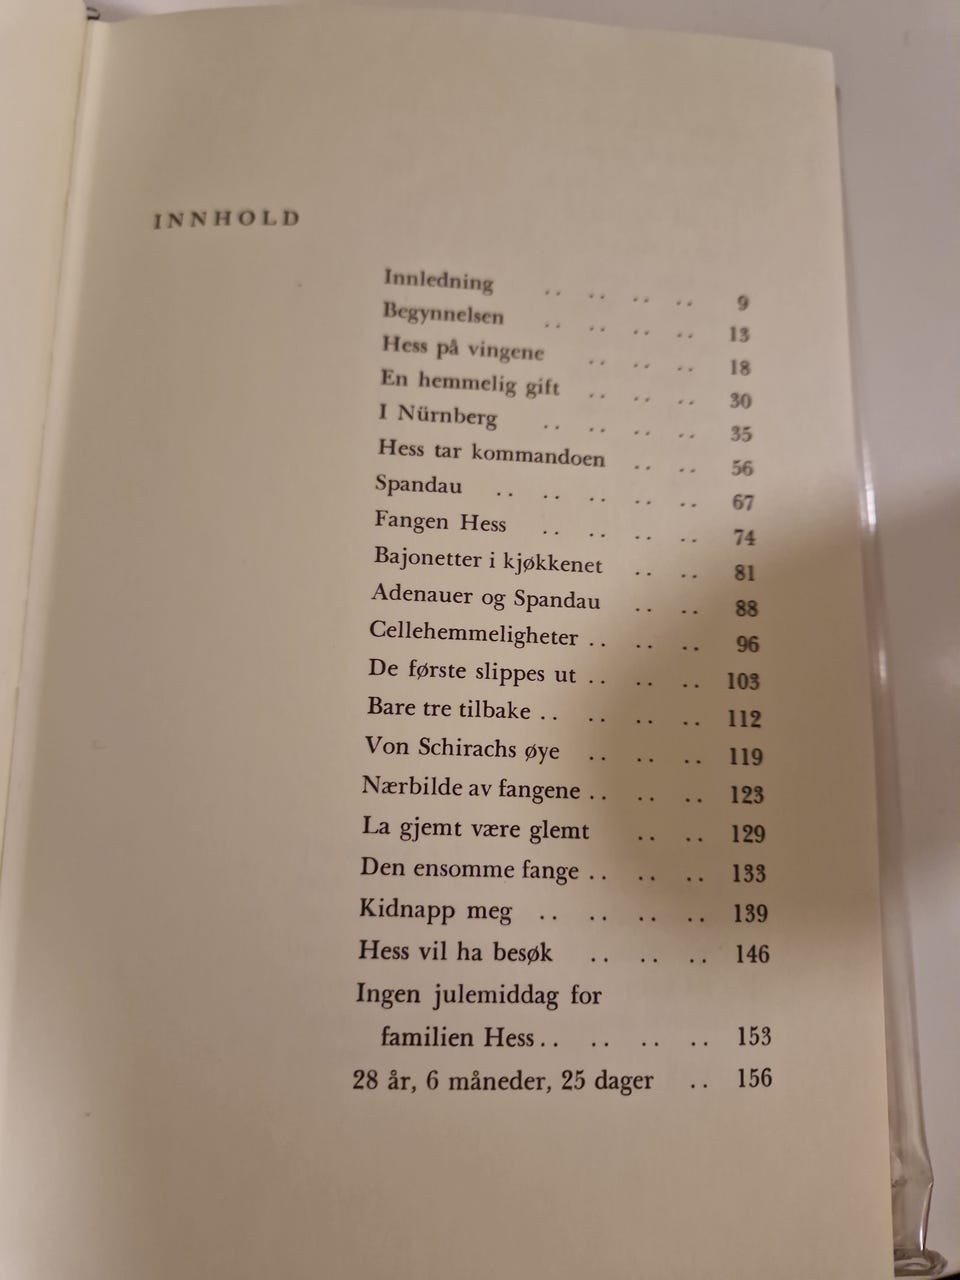 INNHOLD
Innledning .. .. .. .. 9
Begynnelsen .. .. .. .. 13
Hess på vingene .. .. .. 18
En hemmelig gift .. .. .. 30
I Nürnberg .. .. .. .. 35
Hess tar kommandoen .. .. 56
Spandau .. .. .. .. .. 67
Fangen Hess .. .. .. .. 74
Bajonetter i kjøkkenet .. .. 81
Adenauer og Spandau .. .. 88
Cellehemmeligheter .. .. .. 96
De første slippes ut .. .. .. 103
Bare tre tilbake .. .. .. .. 112
Von Schirachs øye .. .. .. 119
Nærbilde av fangene .. .. .. 123
La gjemt være glemt .. .. 129
Den ensomme fange .. .. .. 133
Kidnapp meg .. .. .. .. 139
Hess vil ha besøk .. .. .. 146
Ingen julemiddag for
familien Hess .. .. .. .. 153
28 år, 6 måneder, 25 dager .. 156